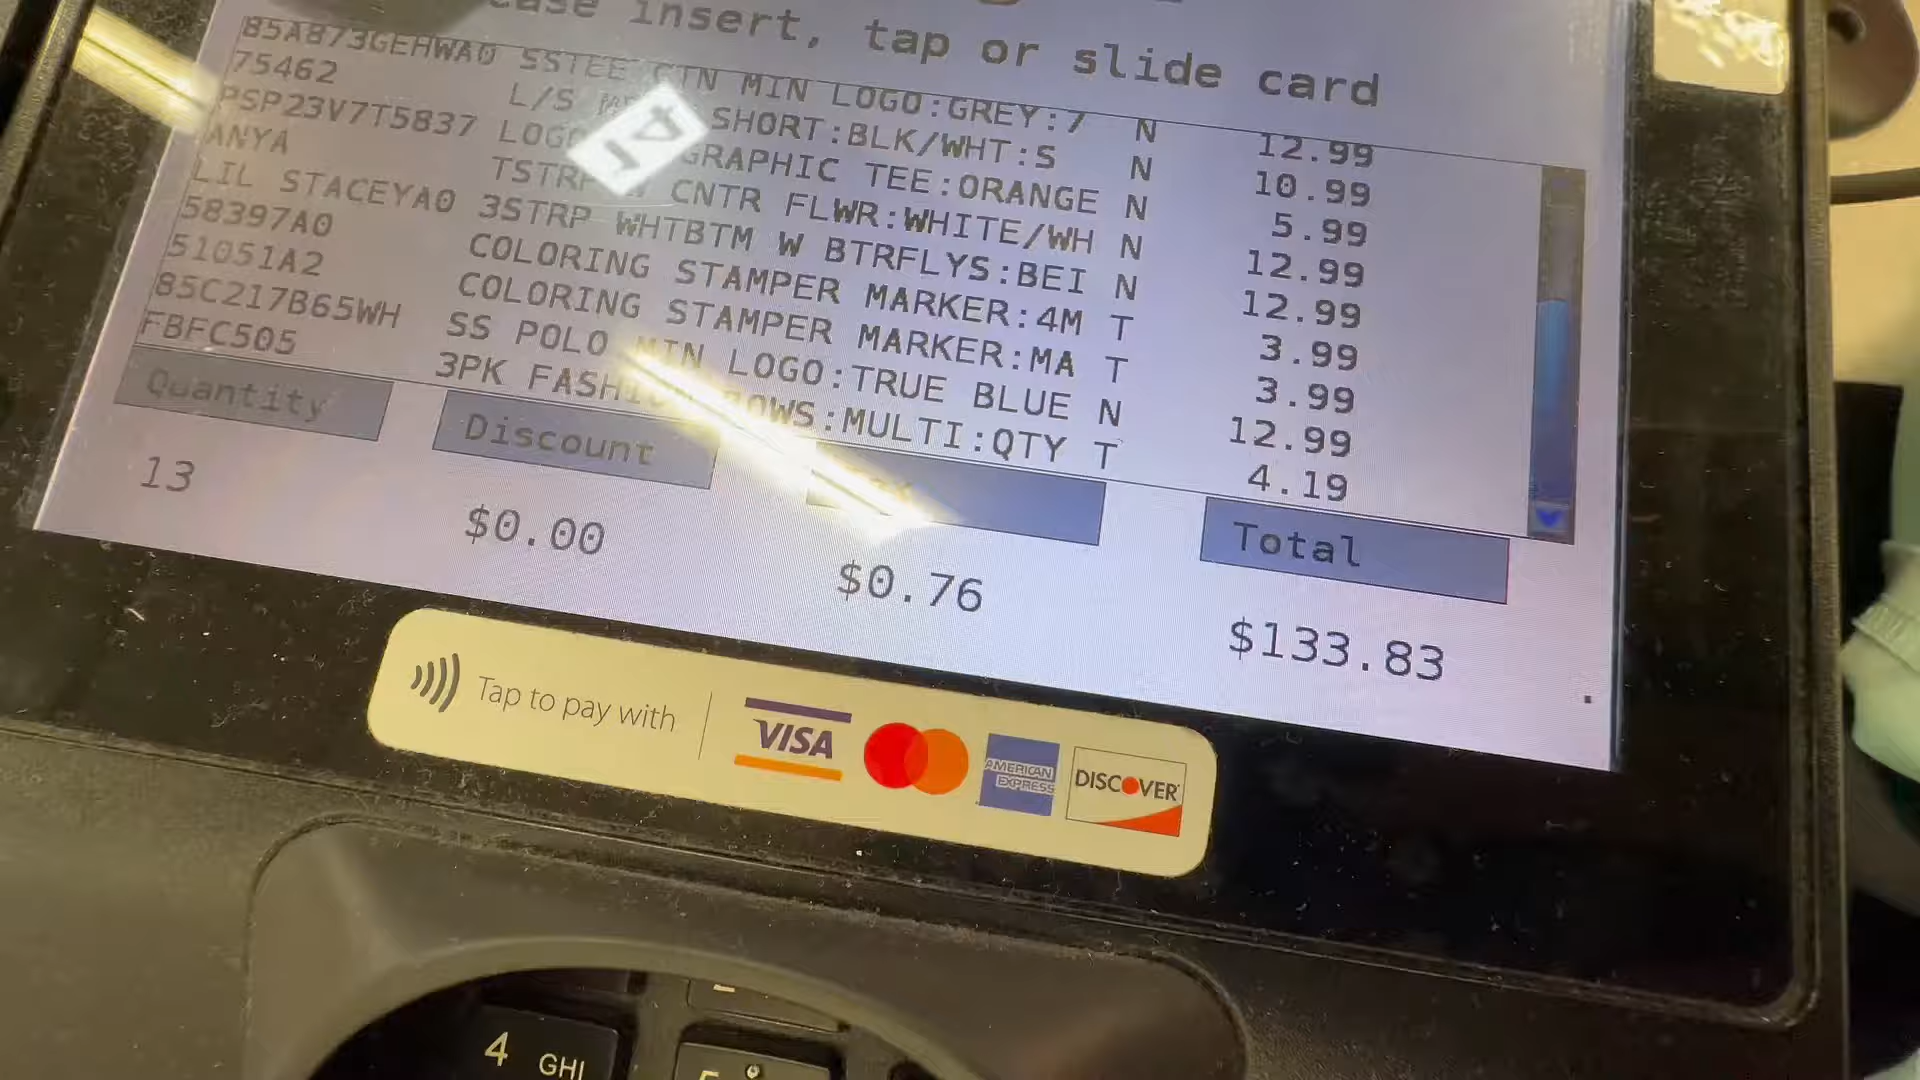 insert, tap or slide card
85A873GEHWA0 SSTEE CTN MIN LOGO:GREY:7 N 12.99
75462 L/S SHORT:BLK/WHT:S N 10.99
PSP23V7T5837 LOGO GRAPHIC TEE:ORANGE N 5.99
ANYA CNTR FLWR:WHITE/WH N 12.99
LIL STACEYA0 3STRP WHTBTM W BTRFLYS:BEI N 12.99
58397A0 COLORING STAMPER MARKER:4M T 3.99
51051A2 COLORING STAMPER MARKER:MA T 3.99
85C217B65WH SS POLO MIN LOGO:TRUE BLUE N 12.99
FBFC505 3PK :MULTI:QTY T 4.19
Quantity Discount Total
13 $0.00 $0.76 $133.83
Tap to pay with VISA AMERICAN EXPRESS DISCOVER
4 GHI